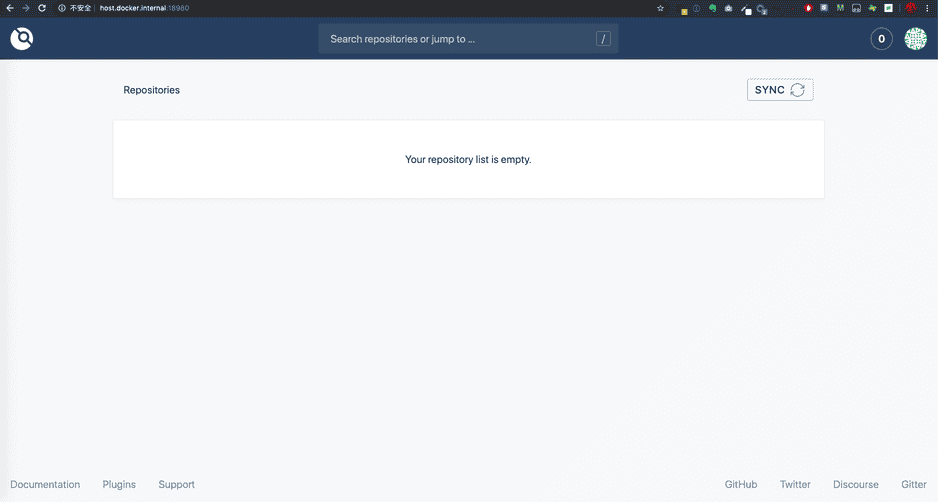 不安全 host.docker.internal:18980
Search repositories or jump to ... /
0
Repositories
SYNC
Your repository list is empty.
Documentation Plugins Support GitHub Twitter Discourse Gitter